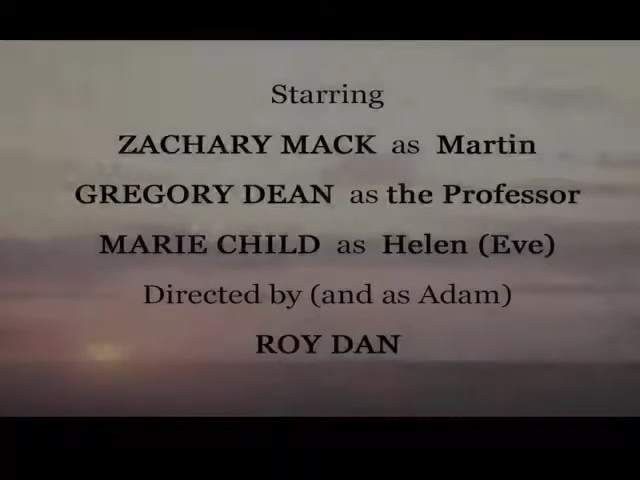 Starring
ZACHARY MACK as Martin
GREGORY DEAN as the Professor
MARIE CHILD as Helen (Eve)
Directed by (and as Adam)
ROY DAN